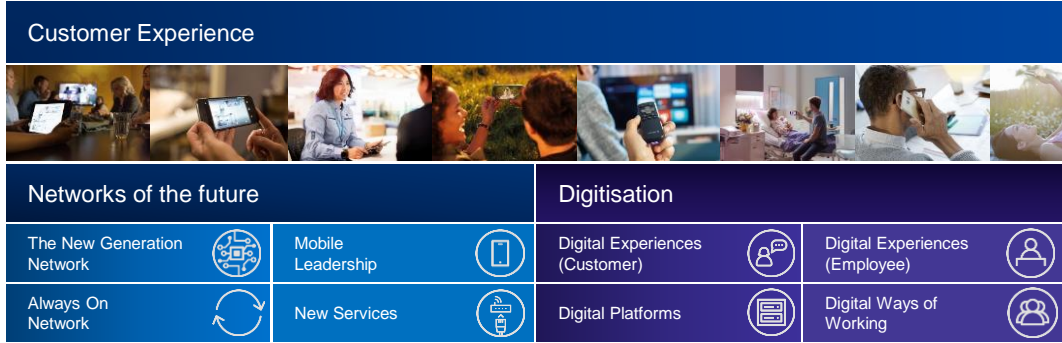 Customer Experience
Networks of the future
Digitisation
The New Generation
Network
Mobile
Leadership
Digital Experiences
(Customer)
Digital Experiences
(Employee)
Always On
Network
New Services
Digital Platforms
Digital Ways of
Working